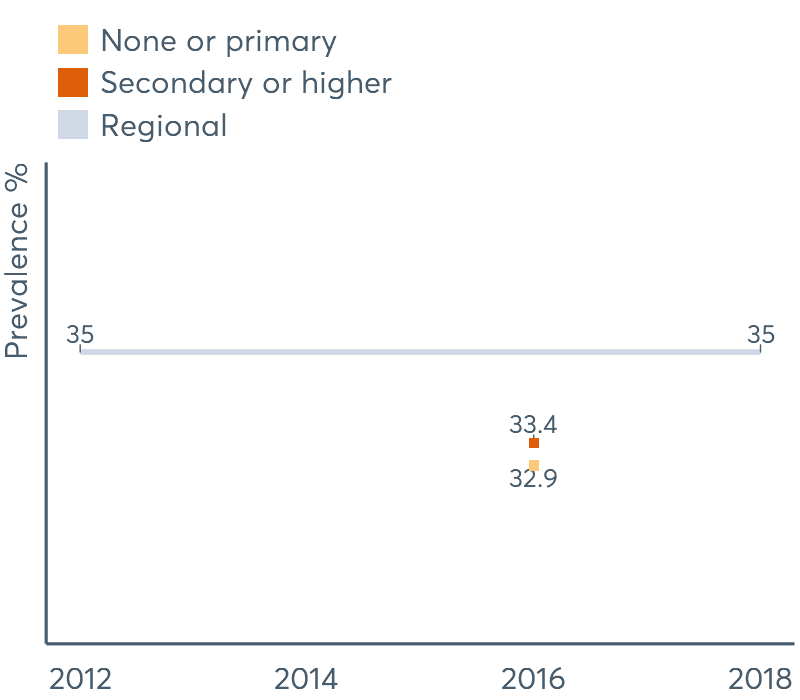 None or primary
Secondary or higher
Regional
Prevalence %
35
35
33.4
32.9
2012
2014
2016
2018